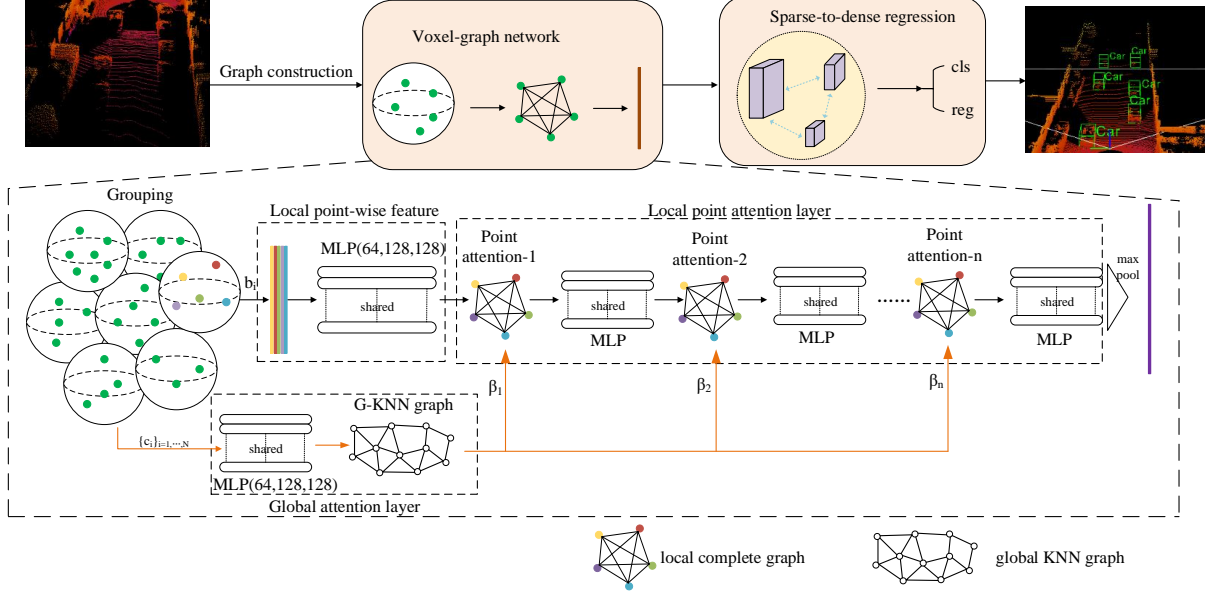 Graph construction
Voxel-graph network
Sparse-to-dense regression
cls
reg
Car
Car
Car
Car
Car
Car
Car
Grouping
b_i
Local point-wise feature
MLP(64,128,128)
shared
Local point attention layer
Point
attention-1
shared
MLP
Point
attention-2
shared
MLP
......
Point
attention-n
shared
MLP
max
pool
β₁
β₂
βₙ
{c_i}_{i=1,...,N}
shared
MLP(64,128,128)
G-KNN graph
Global attention layer
local complete graph
global KNN graph